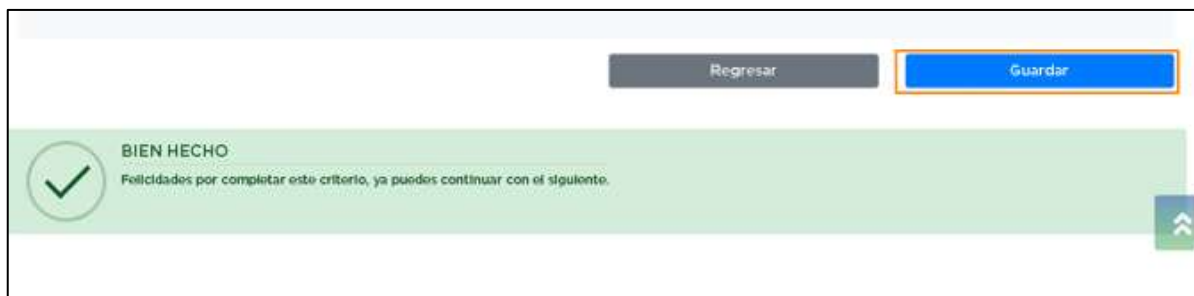 Regresar
Guardar
BIEN HECHO
Felicidades por completar este criterio, ya puedes continuar con el siguiente.